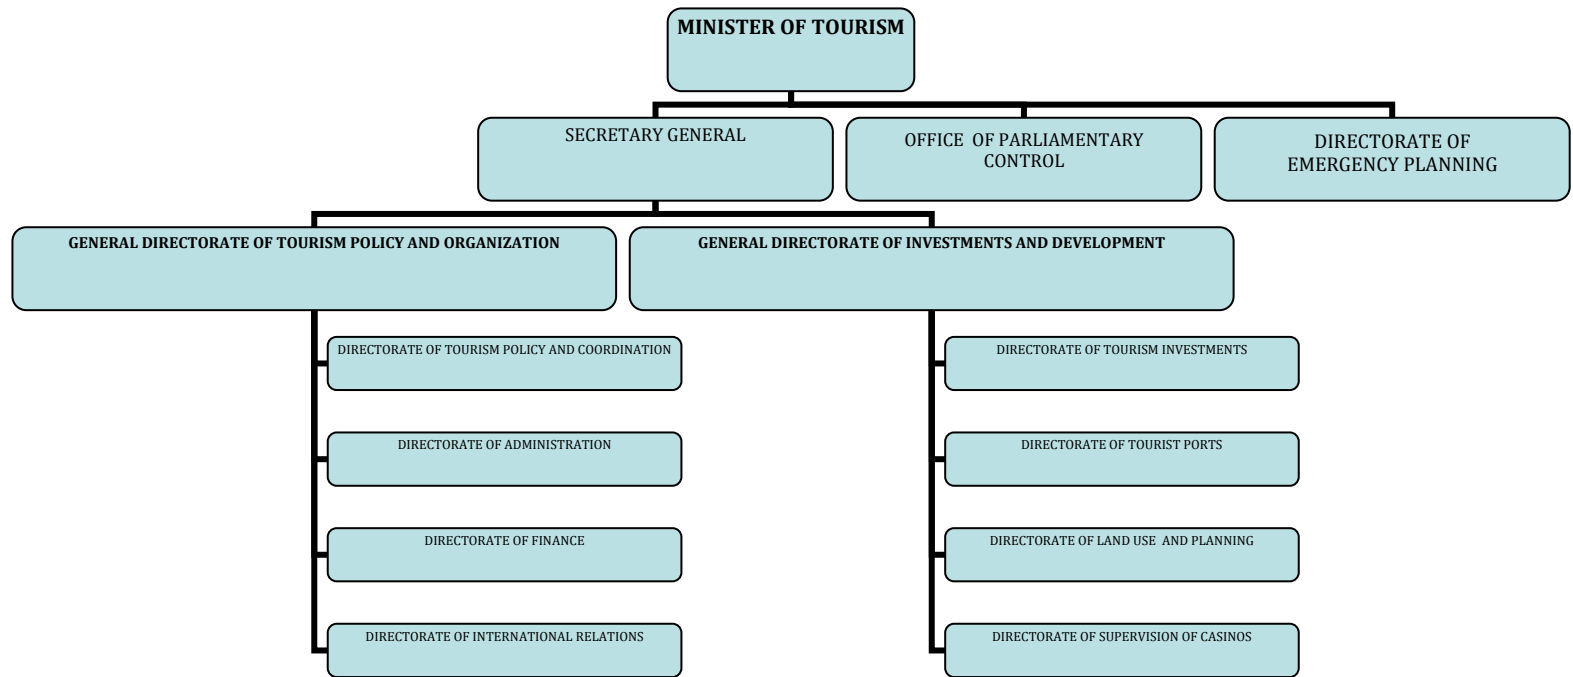 MINISTER OF TOURISM
SECRETARY GENERAL
OFFICE OF PARLIAMENTARY
CONTROL
DIRECTORATE OF
EMERGENCY PLANNING
GENERAL DIRECTORATE OF TOURISM POLICY AND ORGANIZATION
GENERAL DIRECTORATE OF INVESTMENTS AND DEVELOPMENT
DIRECTORATE OF TOURISM POLICY AND COORDINATION
DIRECTORATE OF TOURISM INVESTMENTS
DIRECTORATE OF ADMINISTRATION
DIRECTORATE OF TOURIST PORTS
DIRECTORATE OF FINANCE
DIRECTORATE OF LAND USE AND PLANNING
DIRECTORATE OF INTERNATIONAL RELATIONS
DIRECTORATE OF SUPERVISION OF CASINOS